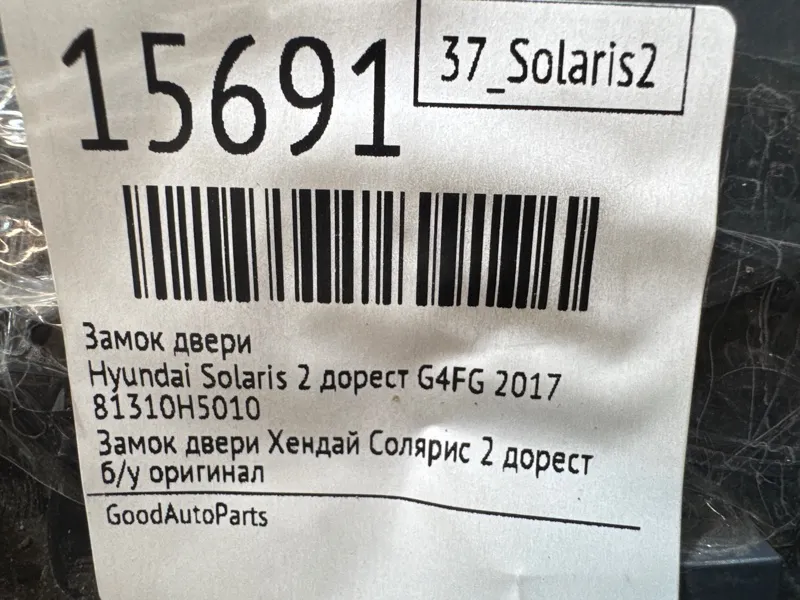 15691
37_Solaris2
Замок двери
Hyundai Solaris 2 дорест G4FG 2017
81310H5010
Замок двери Хендай Солярис 2 дорест
б/у оригинал
GoodAutoParts